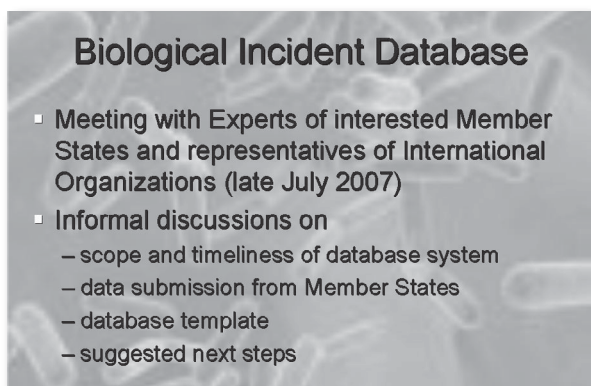 Biological Incident Database
▪ Meeting with Experts of interested Member
States and representatives of International
Organizations (late July 2007)
▪ Informal discussions on
– scope and timeliness of database system
– data submission from Member States
– database template
– suggested next steps